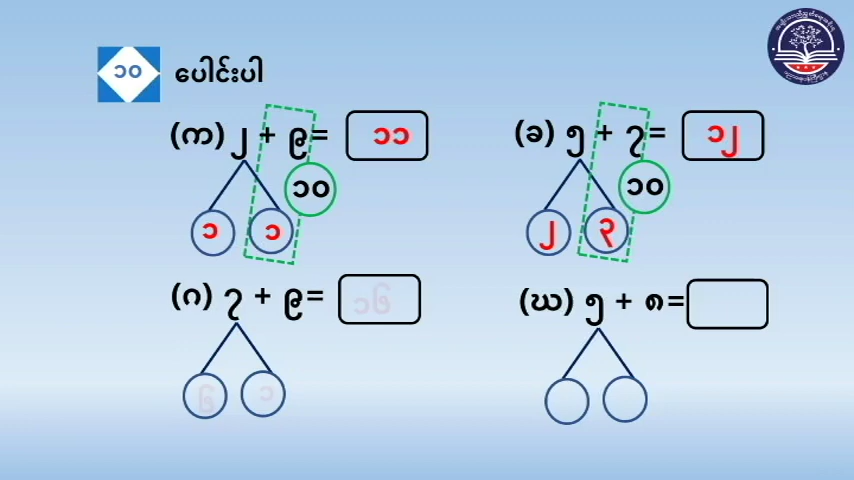 ၁၀ ပေါင်းပါ
(က) ၂ + ၉ = ၁၁ (ခ) ၅ + ၇ = ၁၂
၁၀ ၁၀
၁ ၁ ၂ ၃
(ဂ) ၇ + ၉ = ၁၆ (ဃ) ၅ + ၈ =
၆ ၁